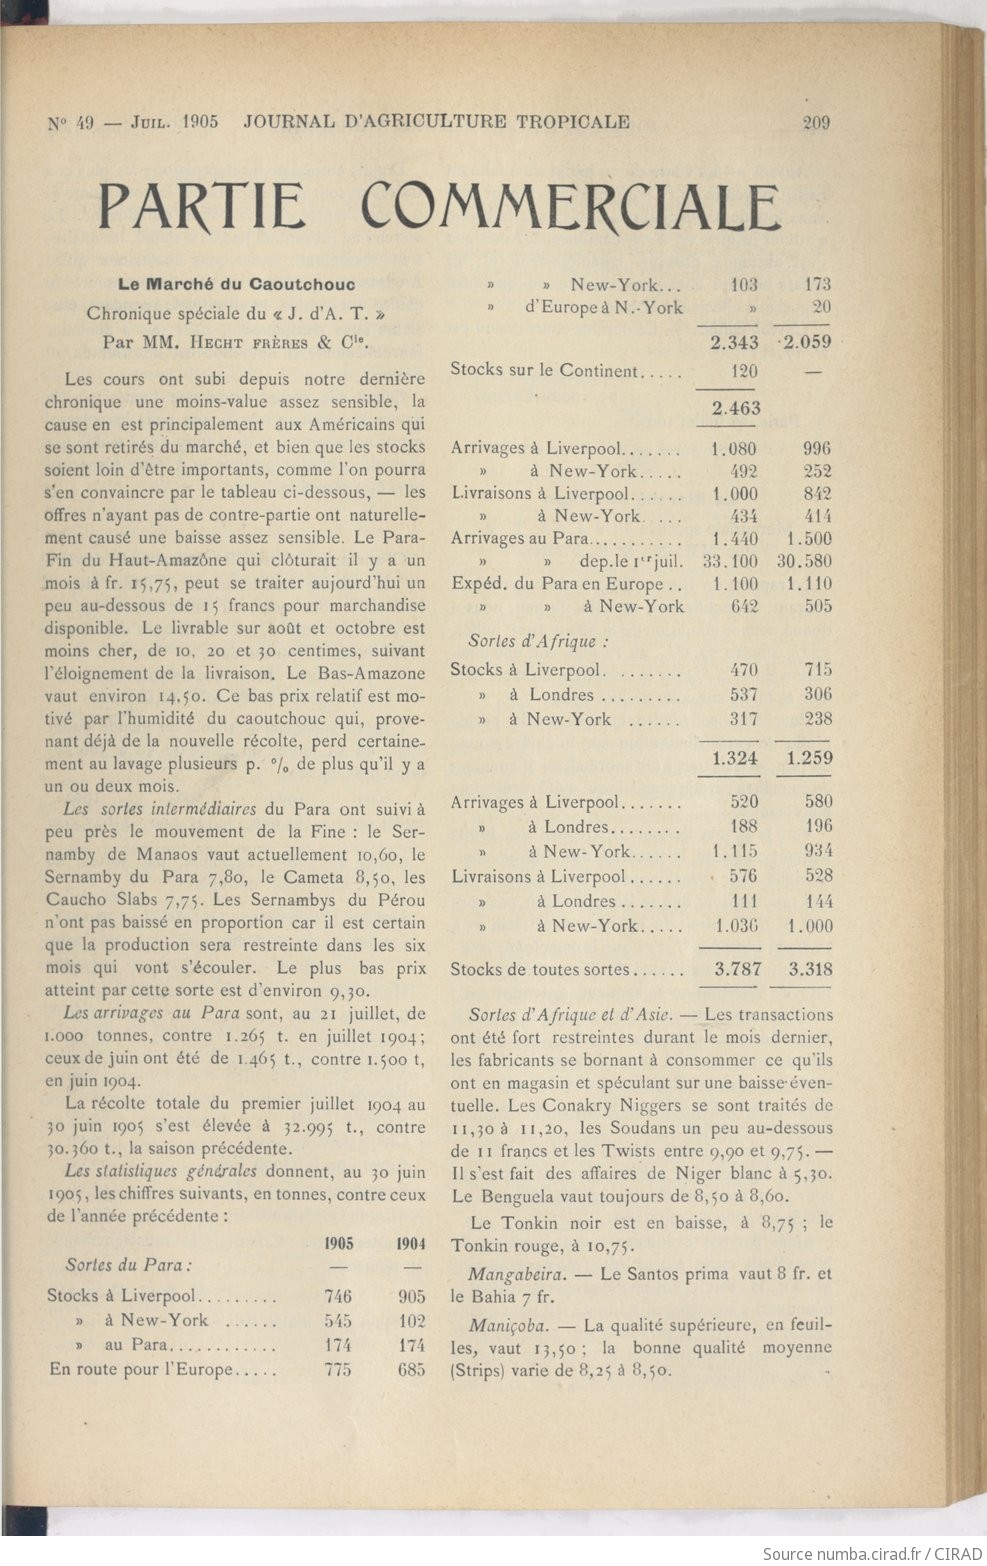 Nº 49 — Juil. 1905 JOURNAL D'AGRICULTURE TROPICALE 209
PARTIE COMMERCIALE
Le Marché du Caoutchouc
Chronique spéciale du « J. d'A. T. »
Par MM. Hecht frères & Cie.
Les cours ont subi depuis notre dernière
chronique une moins-value assez sensible, la
cause en est principalement aux Américains qui
se sont retirés du marché, et bien que les stocks
soient loin d'être importants, comme l'on pourra
s'en convaincre par le tableau ci-dessous, — les
offres n'ayant pas de contre-partie ont naturelle-
ment causé une baisse assez sensible. Le Para-
Fin du Haut-Amazône qui clôturait il y a un
mois à fr. 15,75, peut se traiter aujourd'hui un
peu au-dessous de 15 francs pour marchandise
disponible. Le livrable sur août et octobre est
moins cher, de 10, 20 et 30 centimes, suivant
l'éloignement de la livraison. Le Bas-Amazone
vaut environ 14,50. Ce bas prix relatif est mo-
tivé par l'humidité du caoutchouc qui, prove-
nant déjà de la nouvelle récolte, perd certaine-
ment au lavage plusieurs p. % de plus qu'il y a
un ou deux mois.
Les sortes intermédiaires du Para ont suivi à
peu près le mouvement de la Fine : le Ser-
namby de Manaos vaut actuellement 10,60, le
Sernamby du Para 7,80, le Cameta 8,50, les
Caucho Slabs 7,75. Les Sernambys du Pérou
n'ont pas baissé en proportion car il est certain
que la production sera restreinte dans les six
mois qui vont s'écouler. Le plus bas prix
atteint par cette sorte est d'environ 9,30.
Les arrivages au Para sont, au 21 juillet, de
1.000 tonnes, contre 1.265 t. en juillet 1904;
ceux de juin ont été de 1.465 t., contre 1.500 t,
en juin 1904.
La récolte totale du premier juillet 1904 au
30 juin 1905 s'est élevée à 32.995 t., contre
30.360 t., la saison précédente.
Les statistiques générales donnent, au 30 juin
1905, les chiffres suivants, en tonnes, contre ceux
de l'année précédente :
1905 1904
Sortes du Para : — —
Stocks à Liverpool......... 746 905
» à New-York ...... 545 102
» au Para............ 174 174
En route pour l'Europe..... 775 685
» » New-York... 103 173
» d'Europe à N.-York » 20
2.343 2.059
Stocks sur le Continent..... 120 —
2.463
Arrivages à Liverpool....... 1.080 996
» à New-York..... 492 252
Livraisons à Liverpool...... 1.000 842
» à New-York. ... 434 414
Arrivages au Para........... 1.440 1.500
» » dep. le 1er juil. 33.100 30.580
Expéd. du Para en Europe .. 1.100 1.110
» » à New-York 642 505
Sortes d'Afrique :
Stocks à Liverpool. ....... 470 715
» à Londres ......... 537 306
» à New-York ...... 317 238
1.324 1.259
Arrivages à Liverpool....... 520 580
» à Londres........ 188 196
» à New-York...... 1.115 934
Livraisons à Liverpool...... 576 528
» à Londres ....... 111 144
» à New-York..... 1.036 1.000
Stocks de toutes sortes...... 3.787 3.318
Sortes d'Afrique et d'Asie. — Les transactions
ont été fort restreintes durant le mois dernier,
les fabricants se bornant à consommer ce qu'ils
ont en magasin et spéculant sur une baisse éven-
tuelle. Les Conakry Niggers se sont traités de
11,30 à 11,20, les Soudans un peu au-dessous
de 11 francs et les Twists entre 9,90 et 9,75. —
Il s'est fait des affaires de Niger blanc à 5,30.
Le Benguela vaut toujours de 8,50 à 8,60.
Le Tonkin noir est en baisse, à 8,75 ; le
Tonkin rouge, à 10,75.
Mangabeira. — Le Santos prima vaut 8 fr. et
le Bahia 7 fr.
Maniçoba. — La qualité supérieure, en feuil-
les, vaut 13,50 ; la bonne qualité moyenne
(Strips) varie de 8,25 à 8,50.
Source numba.cirad.fr / CIRAD